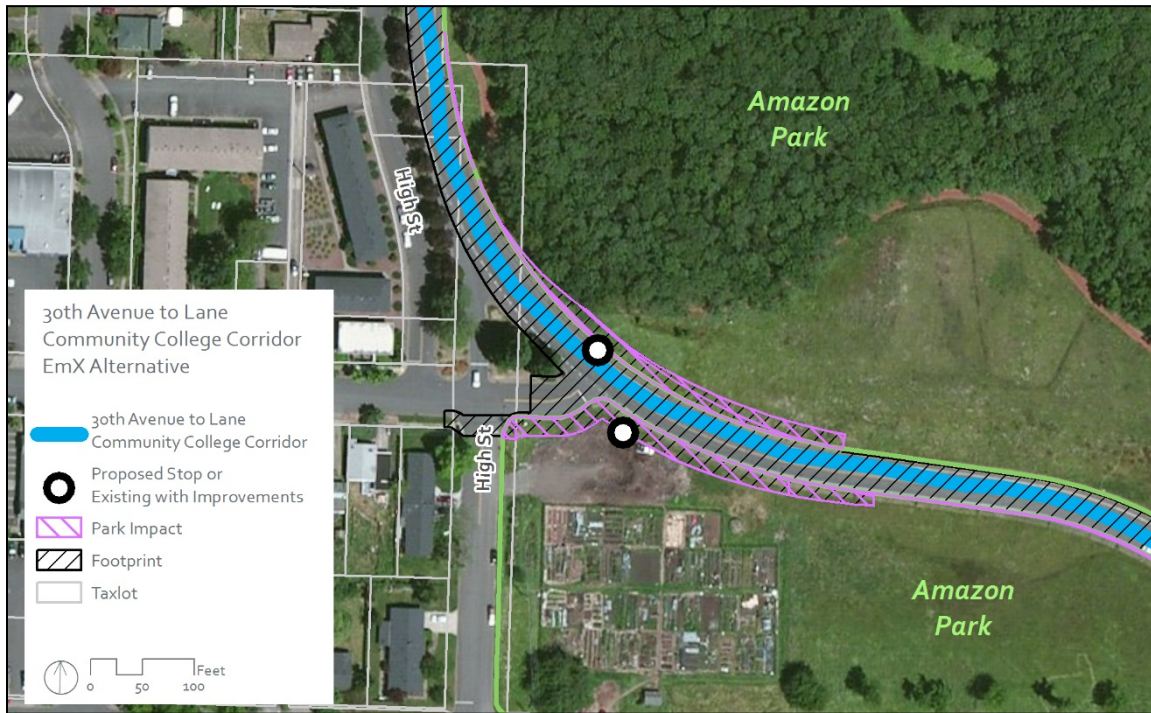 Amazon
Park
High St
30th Avenue to Lane
Community College Corridor
EmX Alternative
30th Avenue to Lane
Community College Corridor
Proposed Stop or
Existing with Improvements
Park Impact
Footprint
Taxlot
Feet
0 50 100
High St
Amazon
Park